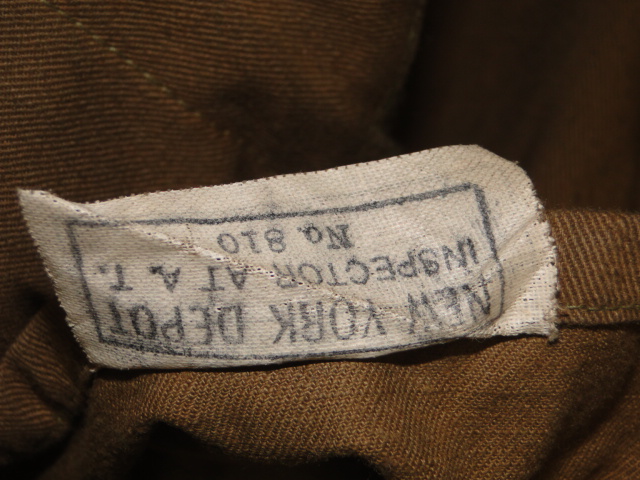 NEW YORK DEPOT
INSPECTOR AT A. T.
No. 810